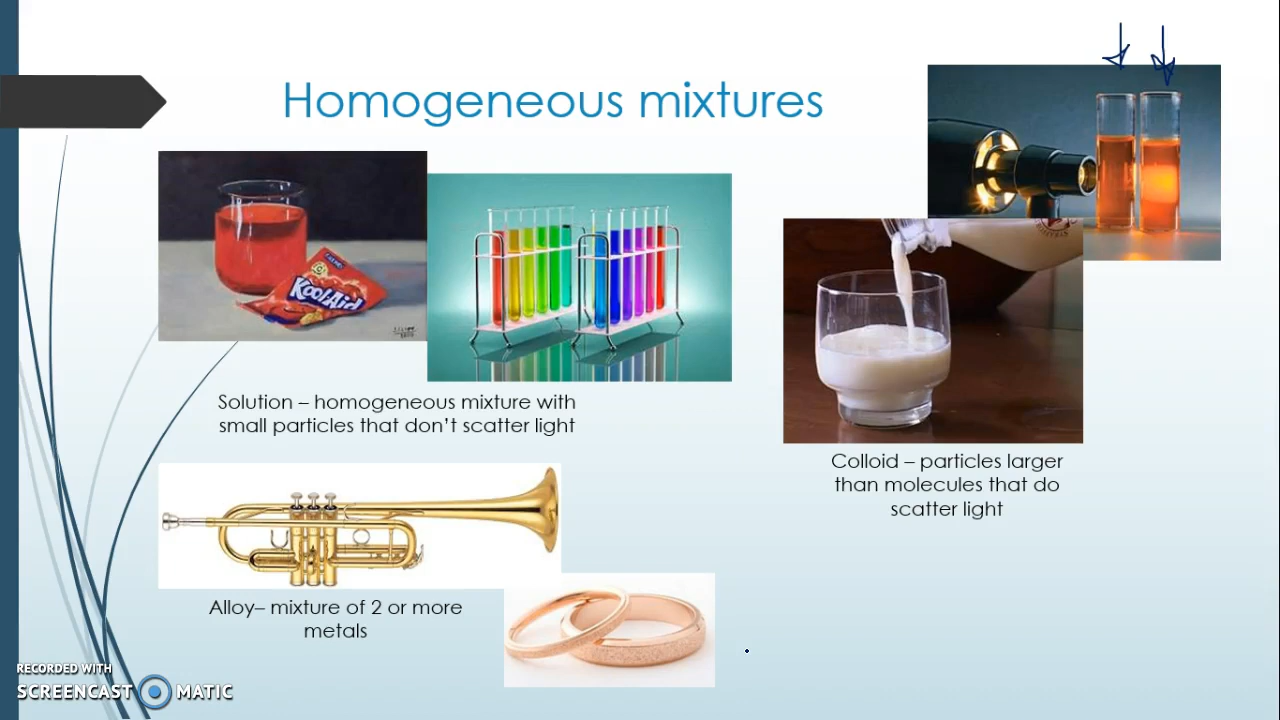 Homogeneous mixtures
KoolAid
Solution – homogeneous mixture with
small particles that don't scatter light
Colloid – particles larger
than molecules that do
scatter light
Alloy– mixture of 2 or more
metals
RECORDED WITH
SCREENCAST MATIC